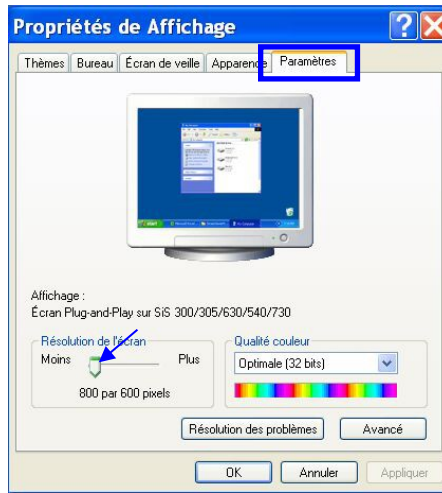 Propriétés de Affichage
Thèmes Bureau Écran de veille Apparence Paramètres
Affichage :
Écran Plug-and-Play sur SiS 300/305/630/540/730
Résolution de l'écran
Moins Plus
800 par 600 pixels
Qualité couleur
Optimale (32 bits)
Résolution des problèmes Avancé
OK Annuler Appliquer